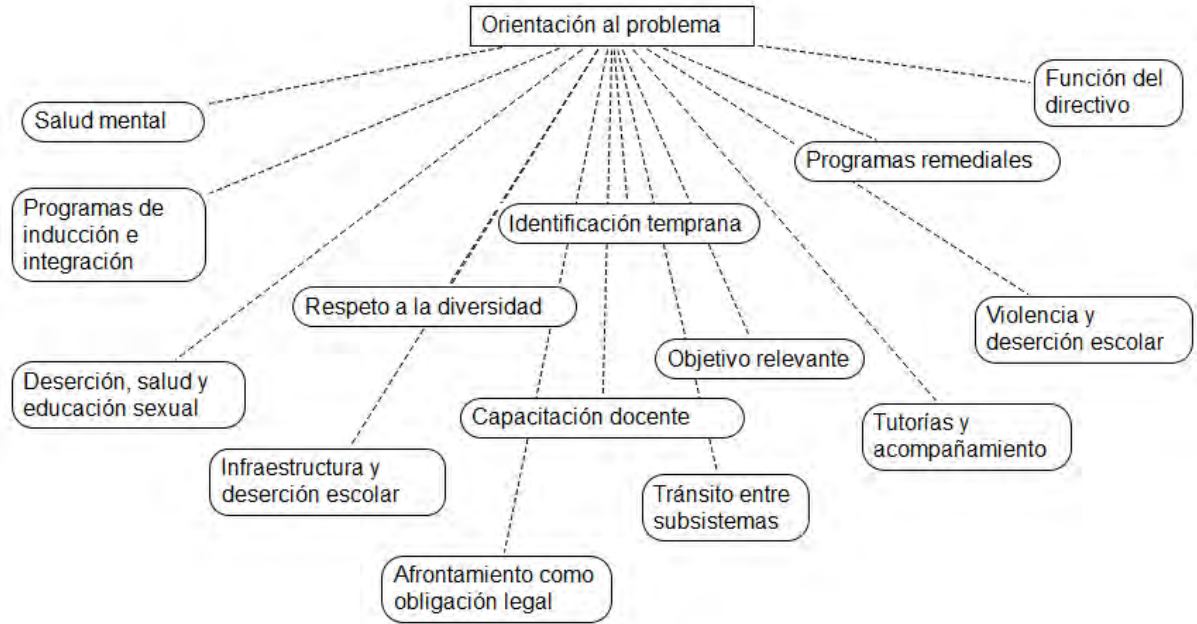 Orientación al problema
Función del
directivo
Salud mental
Programas remediales
Programas de
inducción e
integración
Identificación temprana
Respeto a la diversidad
Violencia y
deserción escolar
Objetivo relevante
Deserción, salud y
educación sexual
Capacitación docente
Tutorías y
acompañamiento
Infraestructura y
deserción escolar
Tránsito entre
subsistemas
Afrontamiento como
obligación legal